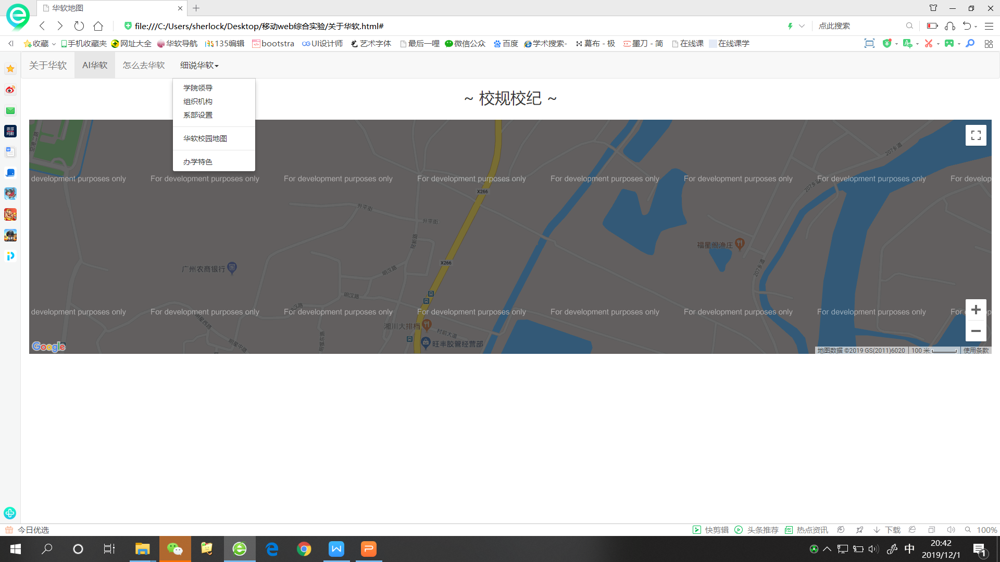 华软地图
file:///C:/Users/sherlock/Desktop/移动web综合实验/关于华软.html#
点此搜索
收藏 手机收藏夹 网址大全 华软导航 135编辑 bootstra UI设计师 艺术字体 最后一哩 微信公众 百度 学术搜索- 幕布 - 极 墨刀 - 简 在线课 在线课学
关于华软 AI华软 怎么去华软 细说华软
学院领导
组织机构
系部设置
华软校园地图
办学特色
~ 校规校纪 ~
207乡道
development purposes only For development purposes only For development purposes only For development purposes only For development purposes only For development purposes only For development purposes only For develop
207乡道
X266
升平街
升平街
福星阁渔庄
X266
广州农商银行
明汉路
207乡道
明汉路
development purposes only For development purposes only For development purposes only For development purposes only For development purposes only For development purposes only For development purposes only For
明星西路
湘川大排档
村前大道
明星中路
旺丰胶管经营部
Google
地图数据 ©2019 GS(2011)6020 100 米 使用条款
今日优选
快剪辑 头条推荐 热点资讯 下载 100%
中
20:42
2019/12/1
1